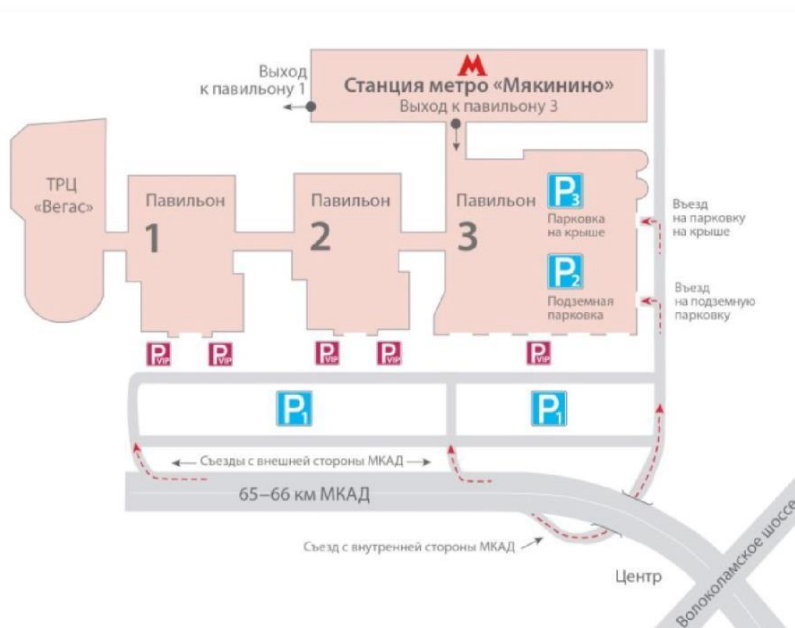 Выход
к павильону 1
М
Станция метро «Мякинино»
Выход к павильону 3
ТРЦ
«Вегас»
Павильон
1
Павильон
2
Павильон
3
P3
Парковка
на крыше
P2
Подземная
парковка
Въезд
на парковку
на крыше
Въезд
на подземную
парковку
P VIP
P VIP
P VIP
P VIP
P VIP
P1
P1
Съезды с внешней стороны МКАД
65–66 км МКАД
Съезд с внутренней стороны МКАД
Центр
Волоколамское шоссе